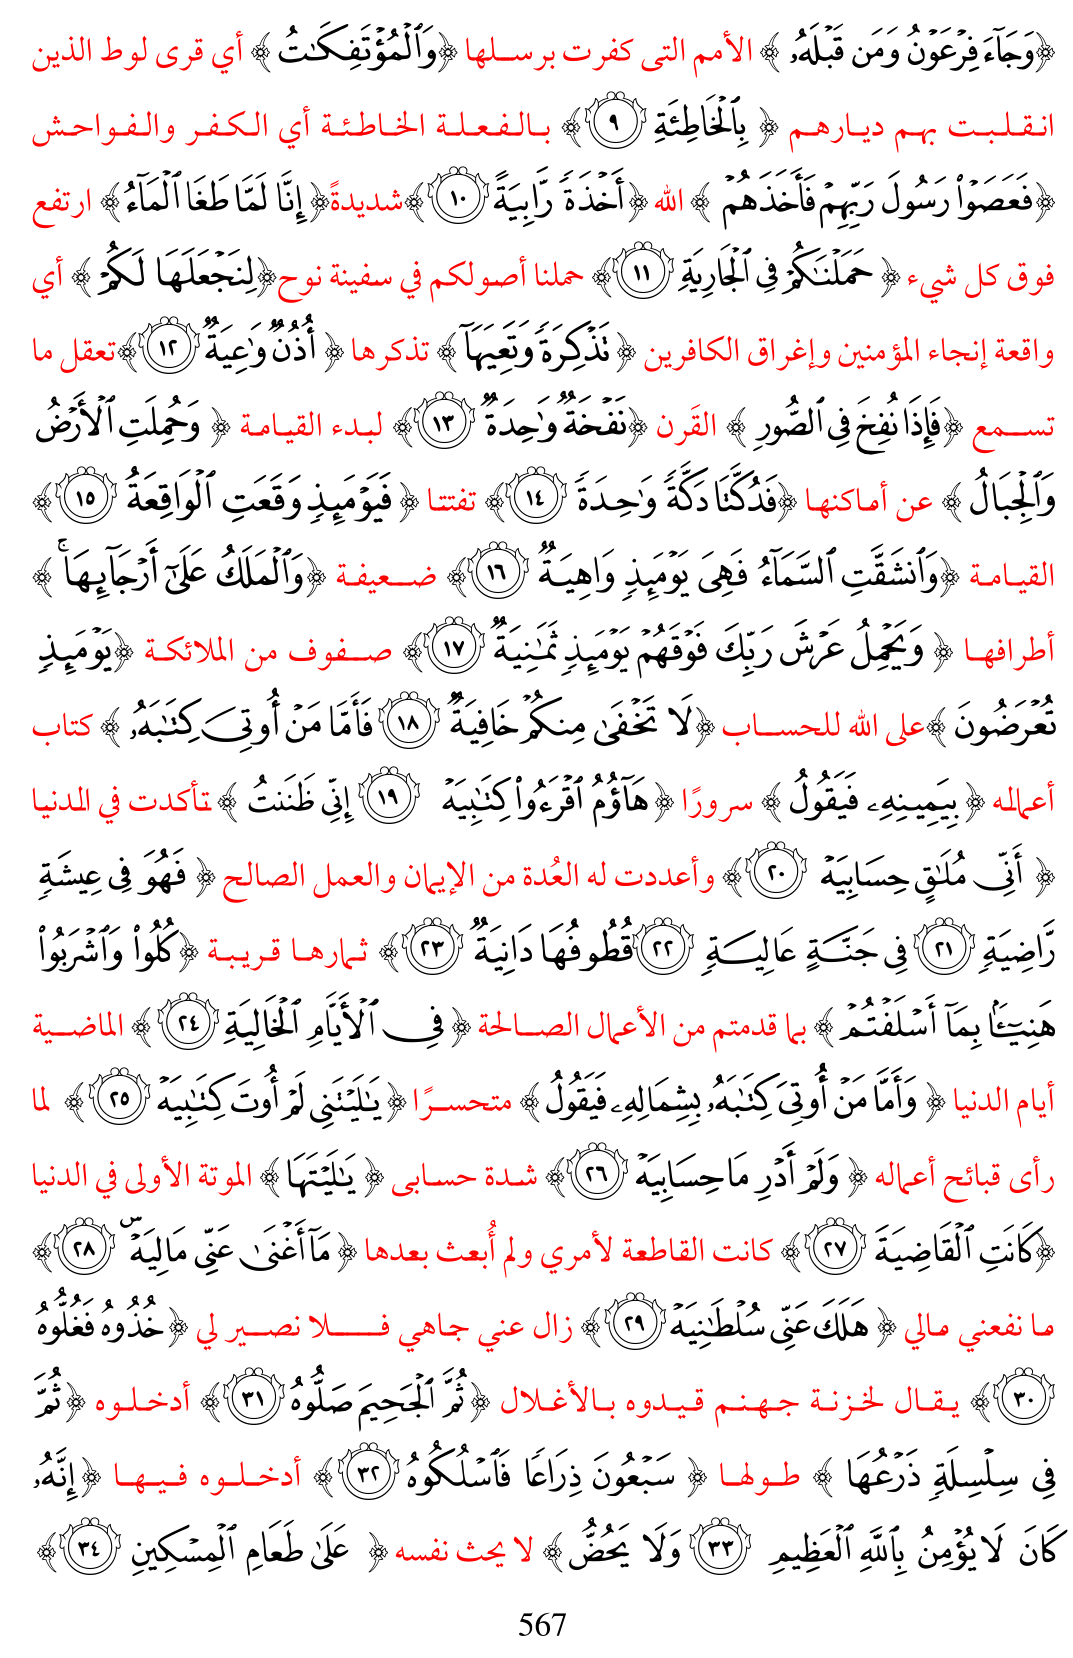 ﴿وَجَآءَ فِرۡعَوۡنُ وَمَن قَبۡلَهُۥ ﴾ الأمم التى كفرت برسلها ﴿وَٱلۡمُؤۡتَفِكَٰتُ ﴾ أي قرى لوط الذين
انقلبت بهم ديارهم ﴿ بِٱلۡخَاطِئَةِ ٩﴾ بالفعلة الخاطئة أي الكفر والفواحش
﴿فَعَصَوۡاْ رَسُولَ رَبِّهِمۡ فَأَخَذَهُمۡ ﴾ الله ﴿أَخۡذَةٗ رَّابِيَةً ١٠﴾شديدةً﴿إِنَّا لَمَّا طَغَا ٱلۡمَآءُ﴾ ارتفع
فوق كل شيء ﴿ حَمَلۡنَٰكُمۡ فِي ٱلۡجَارِيَةِ ١١﴾ حملنا أصولكم في سفينة نوح﴿لِنَجۡعَلَهَا لَكُمۡ ﴾ أي
واقعة إنجاء المؤمنين وإغراق الكافرين ﴿ تَذۡكِرَةٗ وَتَعِيَهَآ﴾ تذكرها ﴿ أُذُنٞ وَٰعِيَةٞ ١٢﴾تعقل ما
تسمع ﴿فَإِذَا نُفِخَ فِي ٱلصُّورِ ﴾ القَرن ﴿نَفۡخَةٞ وَٰحِدَةٞ ١٣﴾ لبدء القيامة ﴿ وَحُمِلَتِ ٱلۡأَرۡضُ
وَٱلۡجِبَالُ ﴾ عن أماكنها ﴿فَدُكَّتَا دَكَّةٗ وَٰحِدَةٗ ١٤﴾ تفتتا ﴿ فَيَوۡمَئِذٖ وَقَعَتِ ٱلۡوَاقِعَةُ ١٥﴾
القيامة ﴿وَٱنشَقَّتِ ٱلسَّمَآءُ فَهِيَ يَوۡمَئِذٖ وَاهِيَةٞ ١٦﴾ ضعيفة ﴿وَٱلۡمَلَكُ عَلَىٰٓ أَرۡجَآئِهَاۚ ﴾
أطرافها ﴿ وَيَحۡمِلُ عَرۡشَ رَبِّكَ فَوۡقَهُمۡ يَوۡمَئِذٖ ثَمَٰنِيَةٞ ١٧﴾ صفوف من الملائكة ﴿يَوۡمَئِذٖ
تُعۡرَضُونَ ﴾على الله للحساب ﴿لَا تَخۡفَىٰ مِنكُمۡ خَافِيَةٞ ١٨ فَأَمَّا مَنۡ أُوتِيَ كِتَٰبَهُۥ ﴾ كتاب
أعماله ﴿ بِيَمِينِهِۦ فَيَقُولُ ﴾ سرورًا ﴿ هَآؤُمُ ٱقۡرَءُواْ كِتَٰبِيَهۡ ١٩ إِنِّي ظَنَنتُ ﴾ تأكدت في الدنيا
﴿ أَنِّي مُلَٰقٍ حِسَابِيَهۡ ٢٠﴾ وأعددت له العُدة من الإيمان والعمل الصالح ﴿ فَهُوَ فِي عِيشَةٖ
رَّاضِيَةٖ ٢١ فِي جَنَّةٍ عَالِيَةٖ ٢٢ قُطُوفُهَا دَانِيَةٞ ٢٣﴾ ثمارها قريبة ﴿كُلُواْ وَٱشۡرَبُواْ
هَنِيٓـَٔۢا بِمَآ أَسۡلَفۡتُمۡ ﴾ بما قدمتم من الأعمال الصالحة ﴿ فِي ٱلۡأَيَّامِ ٱلۡخَالِيَةِ ٢٤﴾ الماضية
أيام الدنيا ﴿ وَأَمَّا مَنۡ أُوتِيَ كِتَٰبَهُۥ بِشِمَالِهِۦ فَيَقُولُ﴾ متحسرًا ﴿ يَٰلَيۡتَنِي لَمۡ أُوتَ كِتَٰبِيَهۡ ٢٥﴾ لما
رأى قبائح أعماله ﴿ وَلَمۡ أَدۡرِ مَا حِسَابِيَهۡ ٢٦﴾ شدة حسابى ﴿ يَٰلَيۡتَهَا ﴾ الموتة الأولى في الدنيا
﴿كَانَتِ ٱلۡقَاضِيَةَ ٢٧﴾ كانت القاطعة لأمري ولم أُبعث بعدها ﴿ مَآ أَغۡنَىٰ عَنِّي مَالِيَهۡۜ ٢٨﴾
ما نفعني مالي ﴿ هَلَكَ عَنِّي سُلۡطَٰنِيَهۡ ٢٩﴾ زال عني جاهي فلا نصير لي ﴿خُذُوهُ فَغُلُّوهُ
٣٠﴾ يقال لخزنة جهنم قيدوه بالأغلال ﴿ثُمَّ ٱلۡجَحِيمَ صَلُّوهُ ٣١﴾ أدخلوه ﴿ثُمَّ
فِي سِلۡسِلَةٖ ذَرۡعُهَا ﴾ طولها ﴿ سَبۡعُونَ ذِرَاعٗا فَٱسۡلُكُوهُ ٣٢﴾ أدخلوه فيها ﴿ إِنَّهُۥ
كَانَ لَا يُؤۡمِنُ بِٱللَّهِ ٱلۡعَظِيمِ ٣٣ وَلَا يَحُضُّ ﴾ لا يحث نفسه ﴿ عَلَىٰ طَعَامِ ٱلۡمِسۡكِينِ ٣٤﴾
567